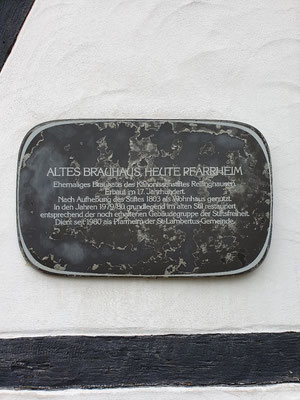 ALTES BRAUHAUS, HEUTE PFARRHEIM
Ehemaliges Brauhaus des Kanonissenstiftes Rellinghausen
Erbaut im 17. Jahrhundert
Nach Aufhebung des Stiftes 1803 als Wohnhaus genutzt.
In den Jahren 1979/80 grundlegend im alten Stil restauriert
entsprechend der noch erhaltenen Gebäudegruppe der Stiftsfreiheit.
Dient seit 1980 als Pfarrheim der St. Lambertus-Gemeinde.